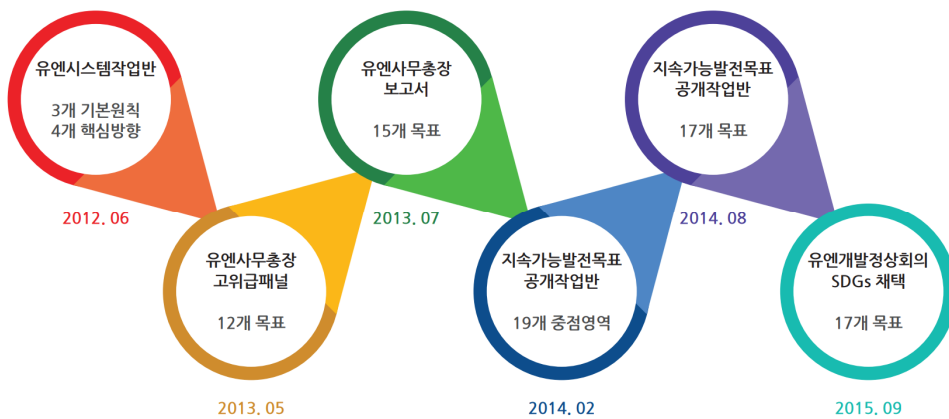 유엔시스템작업반
3개 기본원칙
4개 핵심방향
2012. 06
유엔사무총장
고위급패널
12개 목표
2013. 05
유엔사무총장
보고서
15개 목표
2013. 07
지속가능발전목표
공개작업반
19개 중점영역
2014. 02
지속가능발전목표
공개작업반
17개 목표
2014. 08
유엔개발정상회의
SDGs 채택
17개 목표
2015. 09